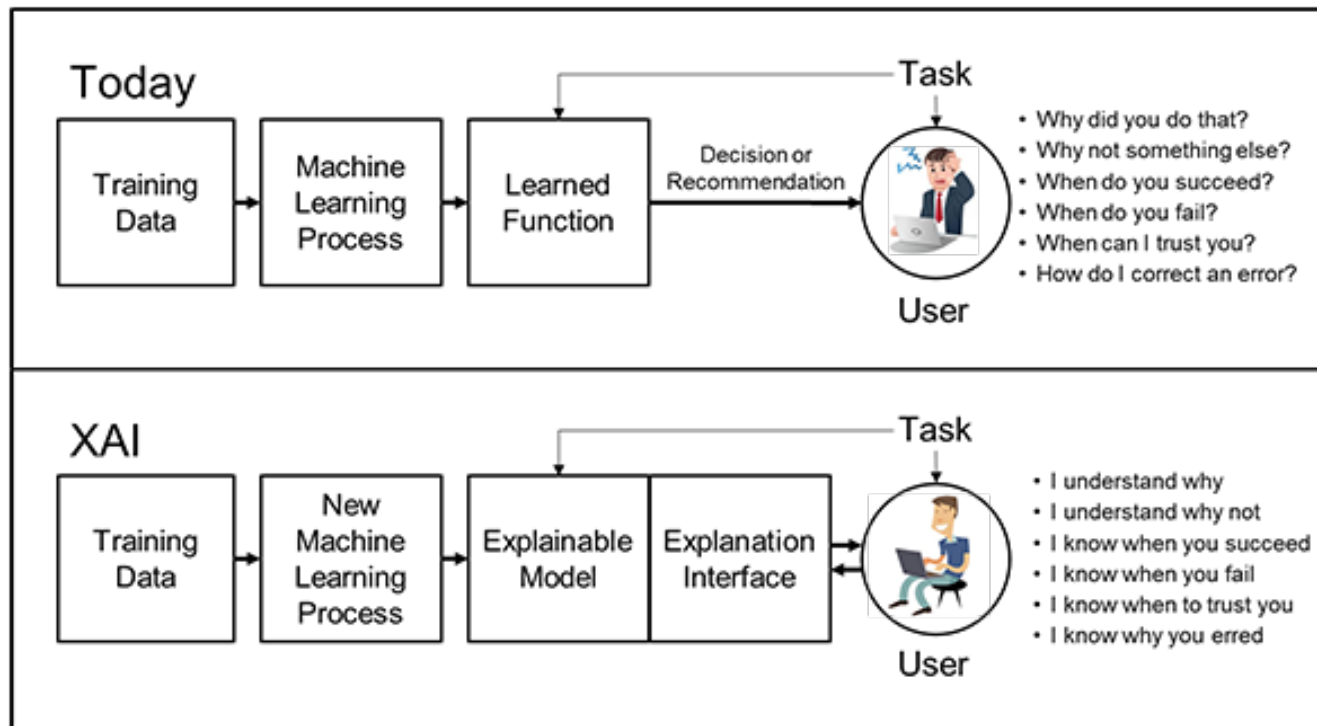 Today
Task
Training
Data
Machine
Learning
Process
Learned
Function
Decision or
Recommendation
User
• Why did you do that?
• Why not something else?
• When do you succeed?
• When do you fail?
• When can I trust you?
• How do I correct an error?
XAI
Task
Training
Data
New
Machine
Learning
Process
Explainable
Model
Explanation
Interface
User
• I understand why
• I understand why not
• I know when you succeed
• I know when you fail
• I know when to trust you
• I know why you erred